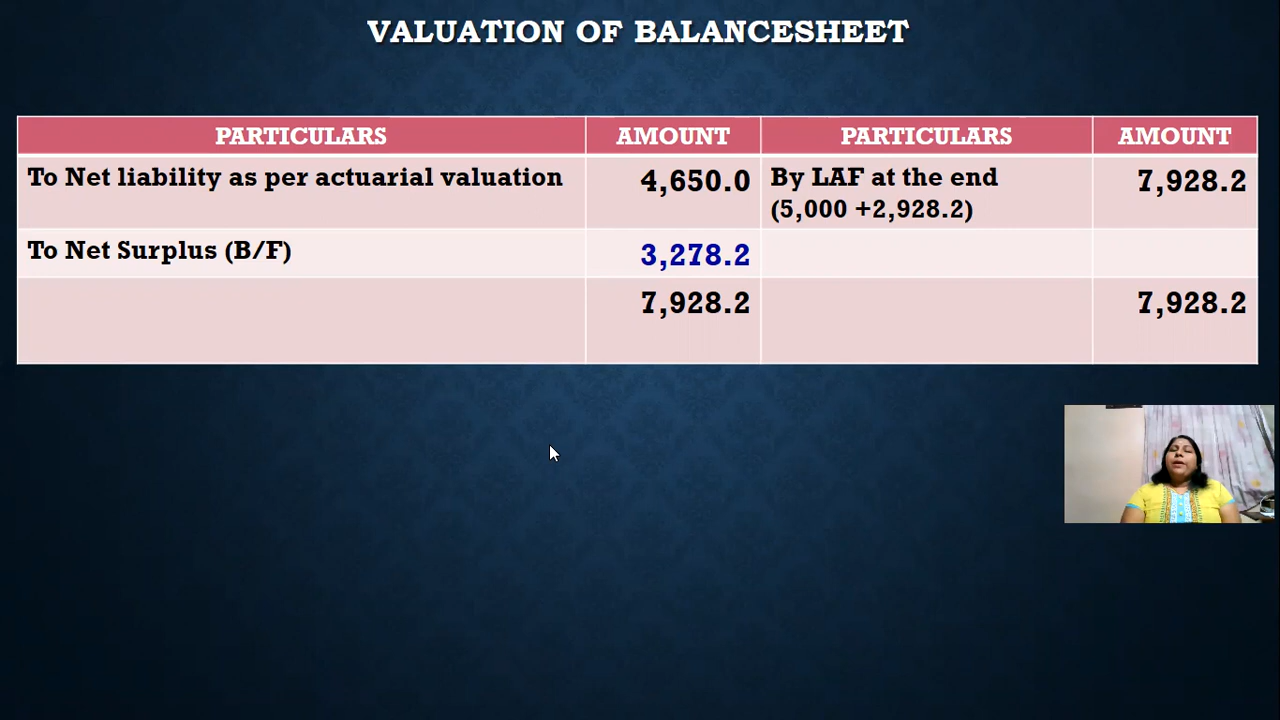 VALUATION OF BALANCESHEET
PARTICULARS AMOUNT PARTICULARS AMOUNT
To Net liability as per actuarial valuation 4,650.0 By LAF at the end 7,928.2
(5,000 +2,928.2)
To Net Surplus (B/F) 3,278.2
7,928.2 7,928.2